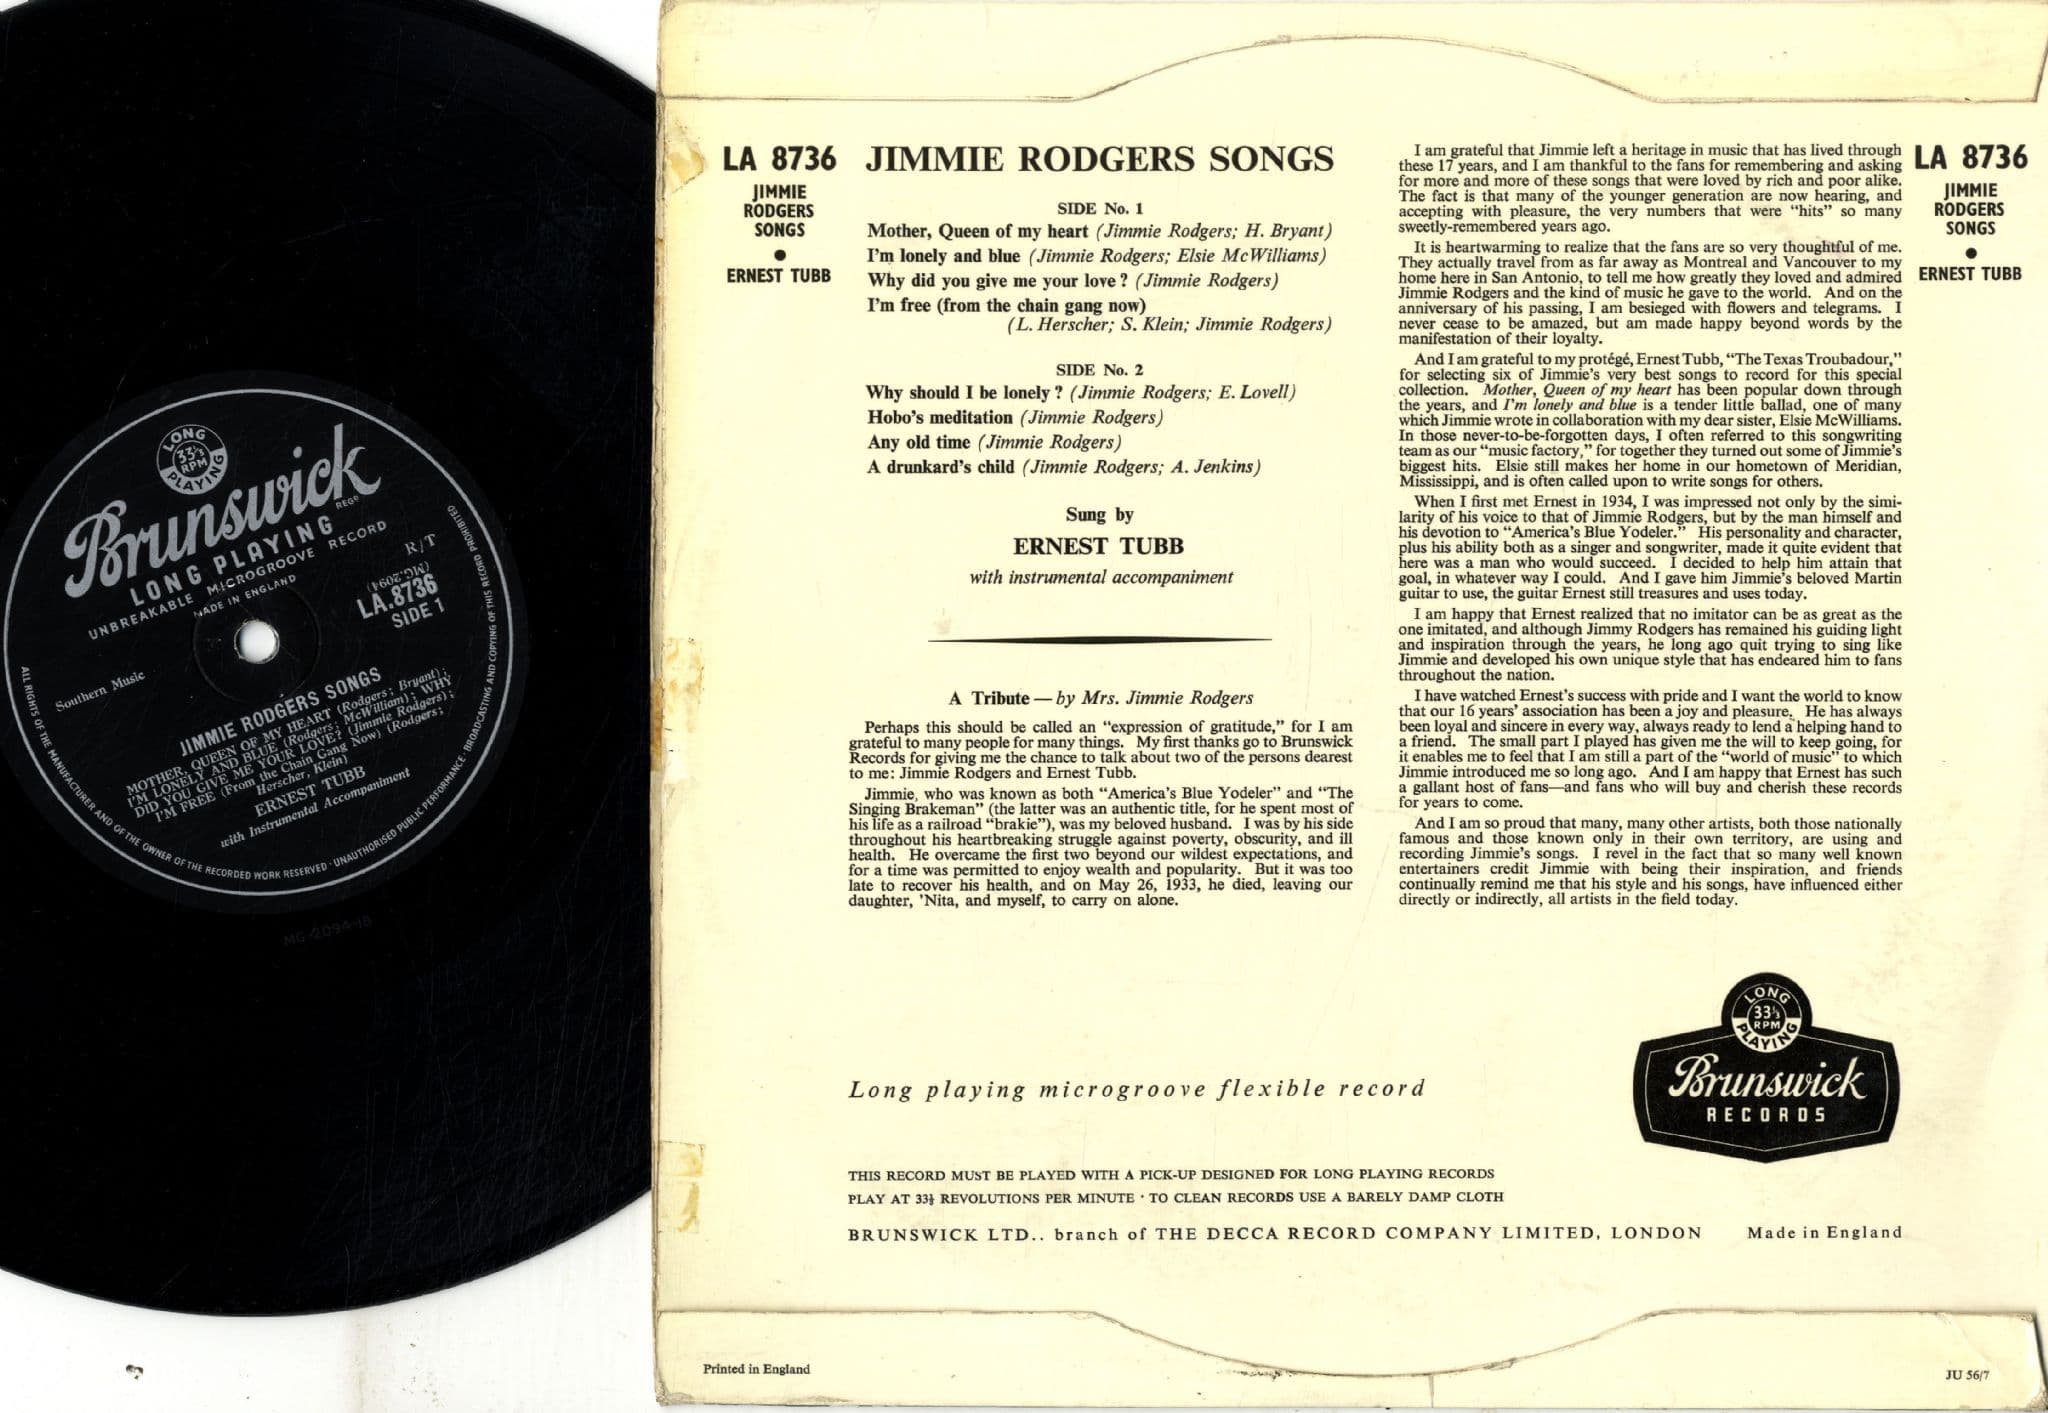 LONG
33⅓
RPM
PLAYING
Brunswick
REGD
LONG PLAYING
UNBREAKABLE MICROGROOVE RECORD
MADE IN ENGLAND
R/T
(MG.2094)
LA.8736
SIDE 1
Southern Music
JIMMIE RODGERS SONGS
MOTHER, QUEEN OF MY HEART (Rodgers; Bryant);
I'M LONELY AND BLUE (Rodgers; McWilliam); WHY
DID YOU GIVE ME YOUR LOVE? (Jimmie Rodgers);
I'M FREE (From the Chain Gang Now) (Rodgers;
Herscher, Klein)
ERNEST TUBB
with Instrumental Accompaniment
ALL RIGHTS OF THE MANUFACTURER AND OF THE OWNER OF THE RECORDED WORK RESERVED · UNAUTHORISED PUBLIC PERFORMANCE · BROADCASTING AND COPYING OF THIS RECORD PROHIBITED
MG-2094-1B
LA 8736
JIMMIE
RODGERS
SONGS
●
ERNEST TUBB
JIMMIE RODGERS SONGS
SIDE No. 1
Mother, Queen of my heart (Jimmie Rodgers; H. Bryant)
I'm lonely and blue (Jimmie Rodgers; Elsie McWilliams)
Why did you give me your love? (Jimmie Rodgers)
I'm free (from the chain gang now)
(L. Herscher; S. Klein; Jimmie Rodgers)
SIDE No. 2
Why should I be lonely? (Jimmie Rodgers; E. Lovell)
Hobo's meditation (Jimmie Rodgers)
Any old time (Jimmie Rodgers)
A drunkard's child (Jimmie Rodgers; A. Jenkins)
Sung by
ERNEST TUBB
with instrumental accompaniment
A Tribute — by Mrs. Jimmie Rodgers
Perhaps this should be called an "expression of gratitude," for I am
grateful to many people for many things. My first thanks go to Brunswick
Records for giving me the chance to talk about two of the persons dearest
to me: Jimmie Rodgers and Ernest Tubb.
Jimmie, who was known as both "America's Blue Yodeler" and "The
Singing Brakeman" (the latter was an authentic title, for he spent most of
his life as a railroad "brakie"), was my beloved husband. I was by his side
throughout his heartbreaking struggle against poverty, obscurity, and ill
health. He overcame the first two beyond our wildest expectations, and
for a time was permitted to enjoy wealth and popularity. But it was too
late to recover his health, and on May 26, 1933, he died, leaving our
daughter, 'Nita, and myself, to carry on alone.
I am grateful that Jimmie left a heritage in music that has lived through
these 17 years, and I am thankful to the fans for remembering and asking
for more and more of these songs that were loved by rich and poor alike.
The fact is that many of the younger generation are now hearing, and
accepting with pleasure, the very numbers that were "hits" so many
sweetly-remembered years ago.
It is heartwarming to realize that the fans are so very thoughtful of me.
They actually travel from as far away as Montreal and Vancouver to my
home here in San Antonio, to tell me how greatly they loved and admired
Jimmie Rodgers and the kind of music he gave to the world. And on the
anniversary of his passing, I am besieged with flowers and telegrams. I
never cease to be amazed, but am made happy beyond words by the
manifestation of their loyalty.
And I am grateful to my protégé, Ernest Tubb, "The Texas Troubadour,"
for selecting six of Jimmie's very best songs to record for this special
collection. Mother, Queen of my heart has been popular down through
the years, and I'm lonely and blue is a tender little ballad, one of many
which Jimmie wrote in collaboration with my dear sister, Elsie McWilliams.
In those never-to-be-forgotten days, I often referred to this songwriting
team as our "music factory," for together they turned out some of Jimmie's
biggest hits. Elsie still makes her home in our hometown of Meridian,
Mississippi, and is often called upon to write songs for others.
When I first met Ernest in 1934, I was impressed not only by the simi-
larity of his voice to that of Jimmie Rodgers, but by the man himself and
his devotion to "America's Blue Yodeler." His personality and character,
plus his ability both as a singer and songwriter, made it quite evident that
here was a man who would succeed. I decided to help him attain that
goal, in whatever way I could. And I gave him Jimmie's beloved Martin
guitar to use, the guitar Ernest still treasures and uses today.
I am happy that Ernest realized that no imitator can be as great as the
one imitated, and although Jimmy Rodgers has remained his guiding light
and inspiration through the years, he long ago quit trying to sing like
Jimmie and developed his own unique style that has endeared him to fans
throughout the nation.
I have watched Ernest's success with pride and I want the world to know
that our 16 years' association has been a joy and pleasure. He has always
been loyal and sincere in every way, always ready to lend a helping hand to
a friend. The small part I played has given me the will to keep going, for
it enables me to feel that I am still a part of the "world of music" to which
Jimmie introduced me so long ago. And I am happy that Ernest has such
a gallant host of fans—and fans who will buy and cherish these records
for years to come.
And I am so proud that many, many other artists, both those nationally
famous and those known only in their own territory, are using and
recording Jimmie's songs. I revel in the fact that so many well known
entertainers credit Jimmie with being their inspiration, and friends
continually remind me that his style and his songs, have influenced either
directly or indirectly, all artists in the field today.
LA 8736
JIMMIE
RODGERS
SONGS
●
ERNEST TUBB
LONG
33⅓
RPM
PLAYING
Brunswick
RECORDS
Long playing microgroove flexible record
THIS RECORD MUST BE PLAYED WITH A PICK-UP DESIGNED FOR LONG PLAYING RECORDS
PLAY AT 33⅓ REVOLUTIONS PER MINUTE · TO CLEAN RECORDS USE A BARELY DAMP CLOTH
BRUNSWICK LTD.. branch of THE DECCA RECORD COMPANY LIMITED, LONDON Made in England
Printed in England
JU 56/7